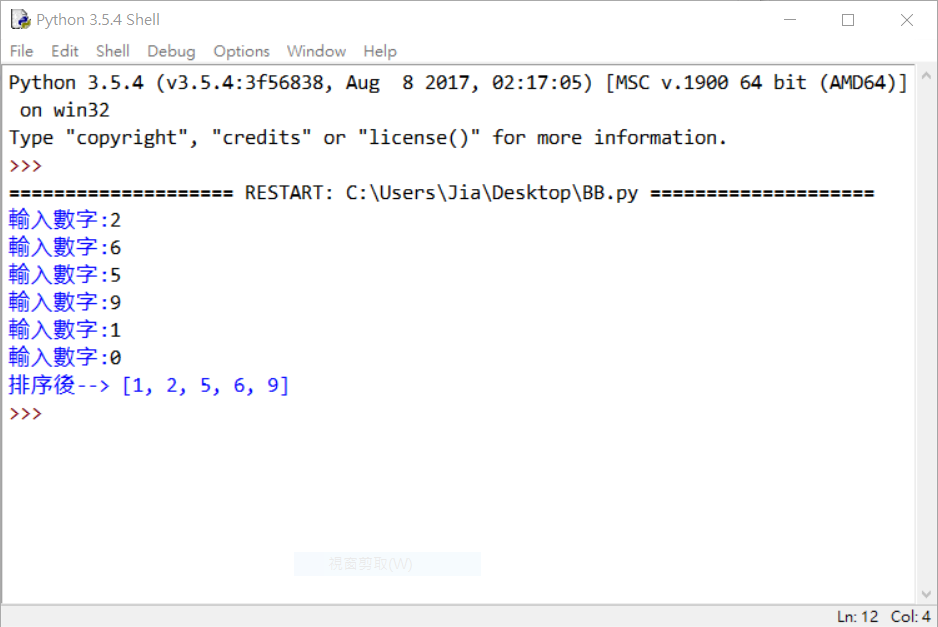 Python 3.5.4 Shell
File Edit Shell Debug Options Window Help
Python 3.5.4 (v3.5.4:3f56838, Aug  8 2017, 02:17:05) [MSC v.1900 64 bit (AMD64)]
 on win32
Type "copyright", "credits" or "license()" for more information.
>>>
==================== RESTART: C:\Users\Jia\Desktop\BB.py ====================
輸入數字:2
輸入數字:6
輸入數字:5
輸入數字:9
輸入數字:1
輸入數字:0
排序後--> [1, 2, 5, 6, 9]
>>>
視窗剪取(W)
Ln: 12 Col: 4